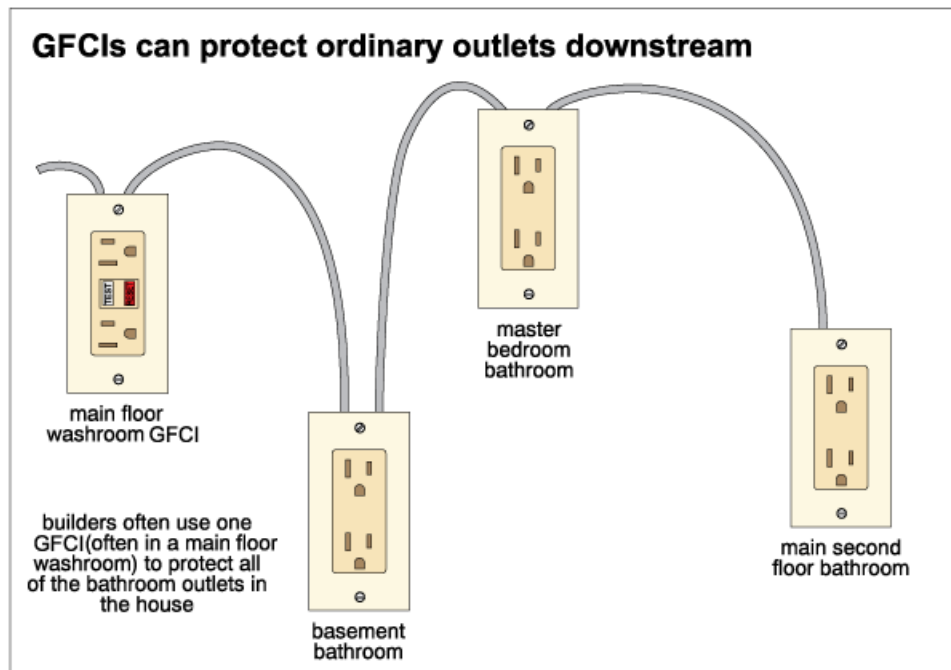 GFCIs can protect ordinary outlets downstream
TEST
RESET
main floor
washroom GFCI
master
bedroom
bathroom
builders often use one
GFCI(often in a main floor
washroom) to protect all
of the bathroom outlets in
the house
basement
bathroom
main second
floor bathroom